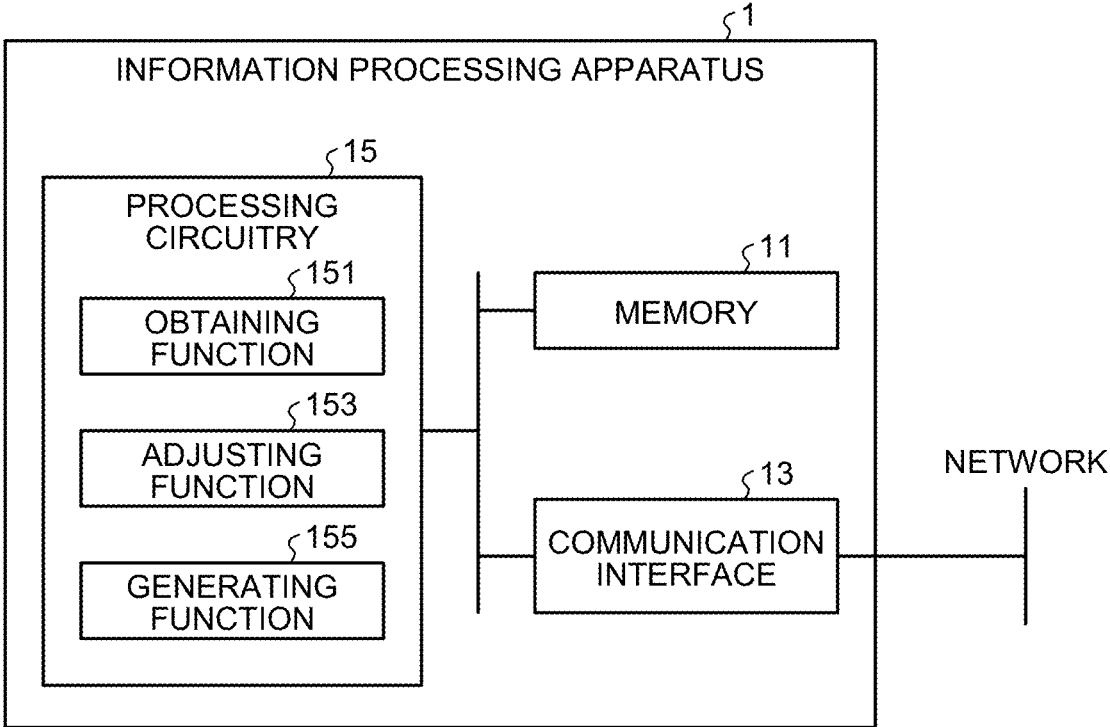 1
INFORMATION PROCESSING APPARATUS
15
PROCESSING
CIRCUITRY
151
OBTAINING
FUNCTION
153
ADJUSTING
FUNCTION
155
GENERATING
FUNCTION
11
MEMORY
13
COMMUNICATION
INTERFACE
NETWORK